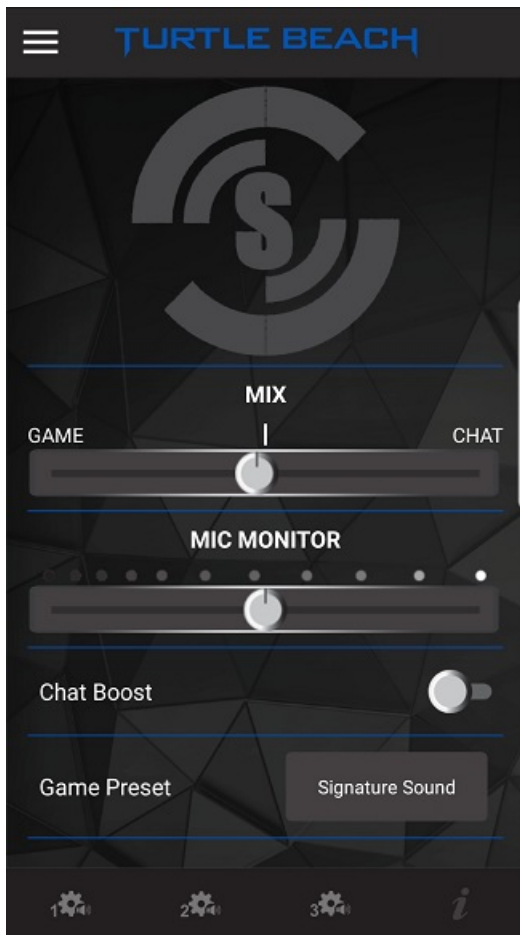 TURTLE BEACH
S
MIX
GAME CHAT
MIC MONITOR
Chat Boost
Game Preset Signature Sound
1 2 3 i